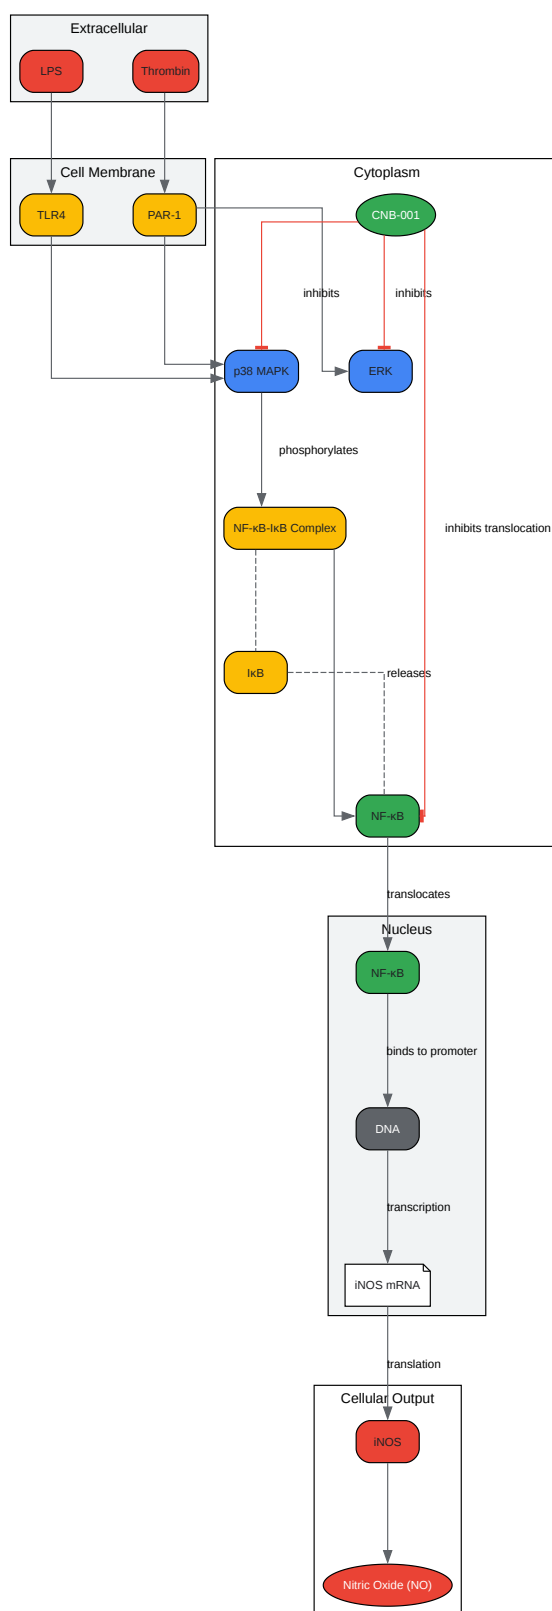 Extracellular
LPS
Thrombin
Cell Membrane
TLR4
PAR-1
Cytoplasm
CNB-001
inhibits
inhibits
p38 MAPK
ERK
phosphorylates
NF-κB-IκB Complex
inhibits translocation
IκB
releases
NF-κB
translocates
Nucleus
NF-κB
binds to promoter
DNA
transcription
iNOS mRNA
translation
Cellular Output
iNOS
Nitric Oxide (NO)